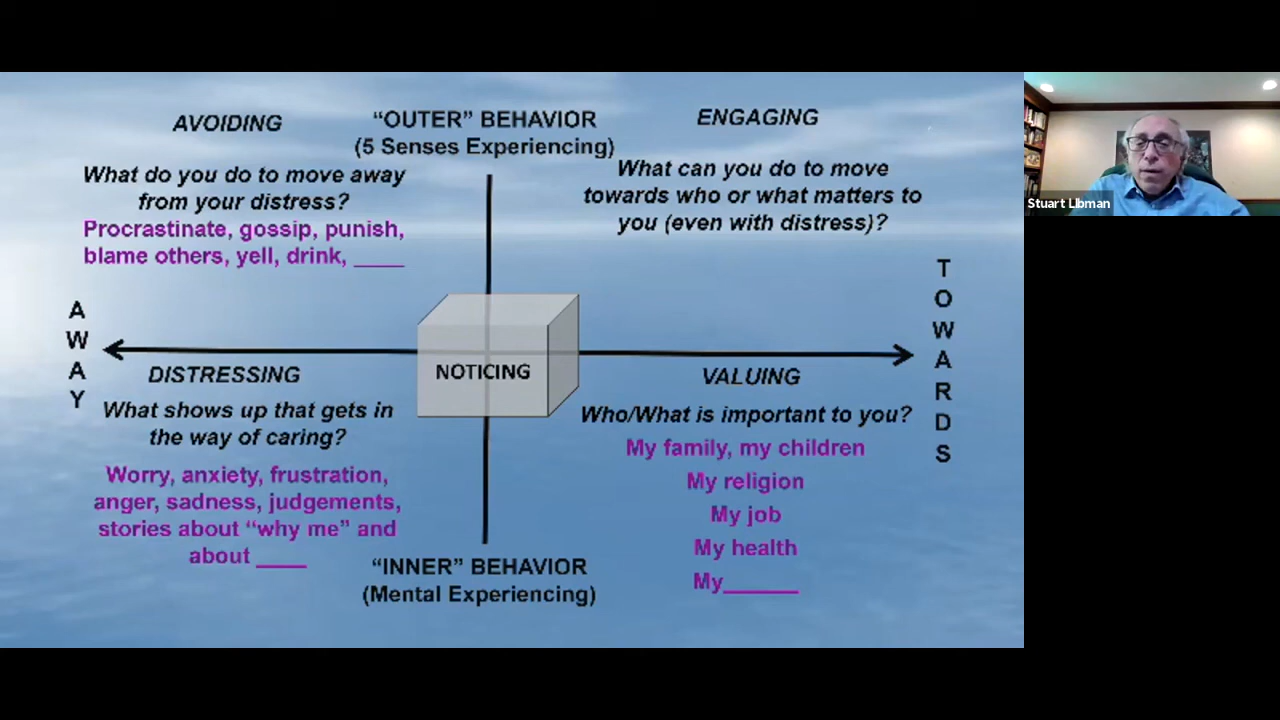 AVOIDING
What do you do to move away
from your distress?
Procrastinate, gossip, punish,
blame others, yell, drink, ____
"OUTER" BEHAVIOR
(5 Senses Experiencing)
ENGAGING
What can you do to move
towards who or what matters to
you (even with distress)?
Stuart Libman
AWAY
NOTICING
TOWARDS
DISTRESSING
What shows up that gets in
the way of caring?
Worry, anxiety, frustration,
anger, sadness, judgements,
stories about "why me" and
about ____
VALUING
Who/What is important to you?
My family, my children
My religion
My job
My health
My______
"INNER" BEHAVIOR
(Mental Experiencing)